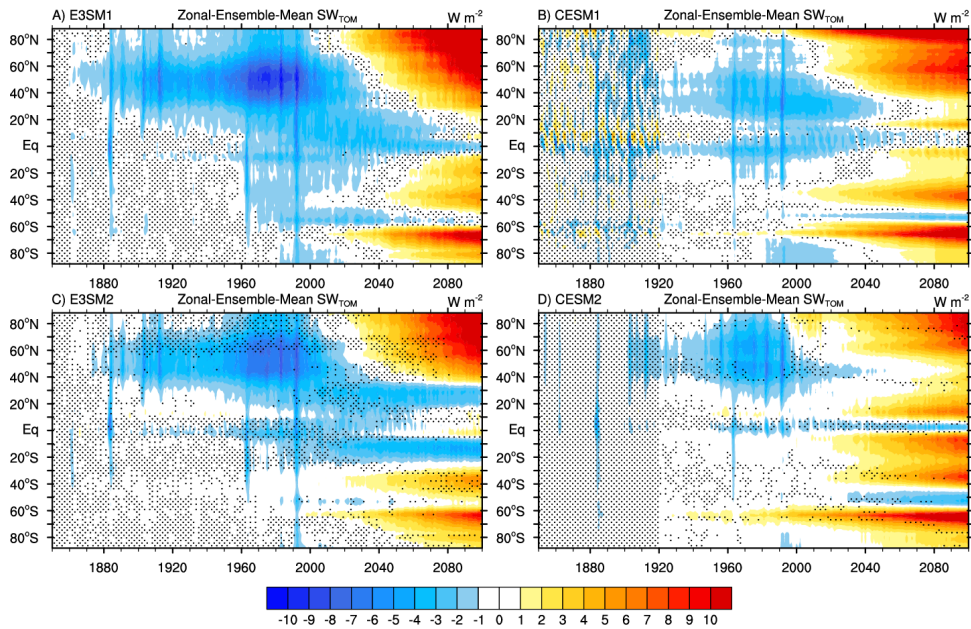 A) E3SM1 Zonal-Ensemble-Mean SW_TOM W m⁻²
B) CESM1 Zonal-Ensemble-Mean SW_TOM W m⁻²
80°N 80°N
60°N 60°N
40°N 40°N
20°N 20°N
Eq Eq
20°S 20°S
40°S 40°S
60°S 60°S
80°S 80°S
1880 1920 1960 2000 2040 2080
1880 1920 1960 2000 2040 2080
C) E3SM2 Zonal-Ensemble-Mean SW_TOM W m⁻²
D) CESM2 Zonal-Ensemble-Mean SW_TOM W m⁻²
80°N 80°N
60°N 60°N
40°N 40°N
20°N 20°N
Eq Eq
20°S 20°S
40°S 40°S
60°S 60°S
80°S 80°S
1880 1920 1960 2000 2040 2080
1880 1920 1960 2000 2040 2080
-10 -9 -8 -7 -6 -5 -4 -3 -2 -1 0 1 2 3 4 5 6 7 8 9 10